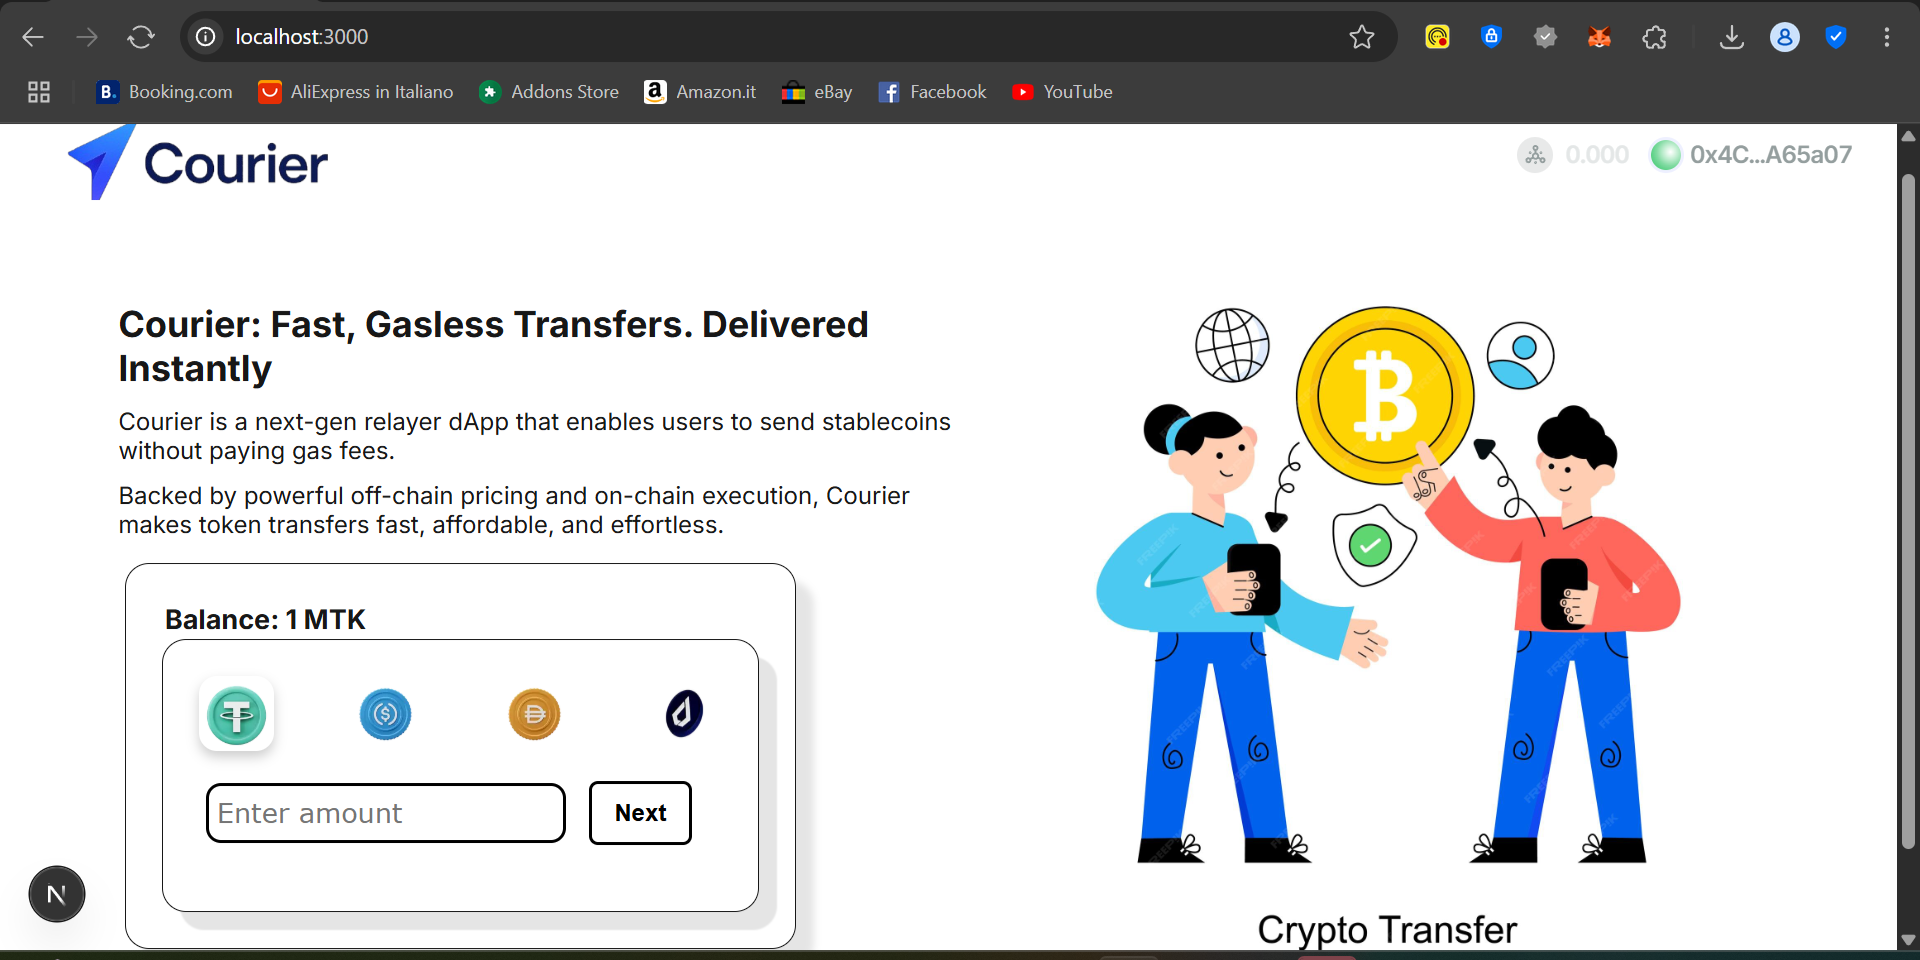 localhost:3000
Booking.com
AliExpress in Italiano
Addons Store
Amazon.it
eBay
Facebook
YouTube
Courier
0.000
0x4C...A65a07
Courier: Fast, Gasless Transfers. Delivered
Instantly
Courier is a next-gen relayer dApp that enables users to send stablecoins
without paying gas fees.
Backed by powerful off-chain pricing and on-chain execution, Courier
makes token transfers fast, affordable, and effortless.
Balance: 1 MTK
Enter amount
Next
N
Crypto Transfer